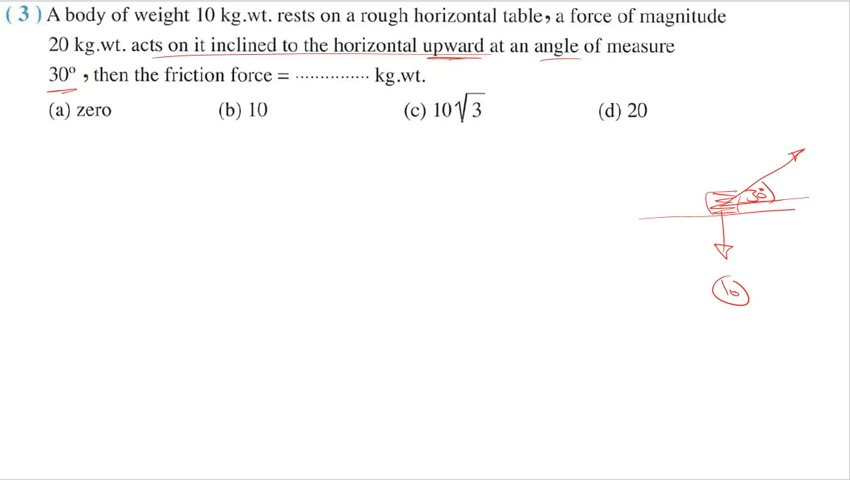 ( 3 ) A body of weight 10 kg.wt. rests on a rough horizontal table, a force of magnitude
20 kg.wt. acts on it inclined to the horizontal upward at an angle of measure
30° , then the friction force = ............... kg.wt.
(a) zero (b) 10 (c) 10√3 (d) 20
30°
10